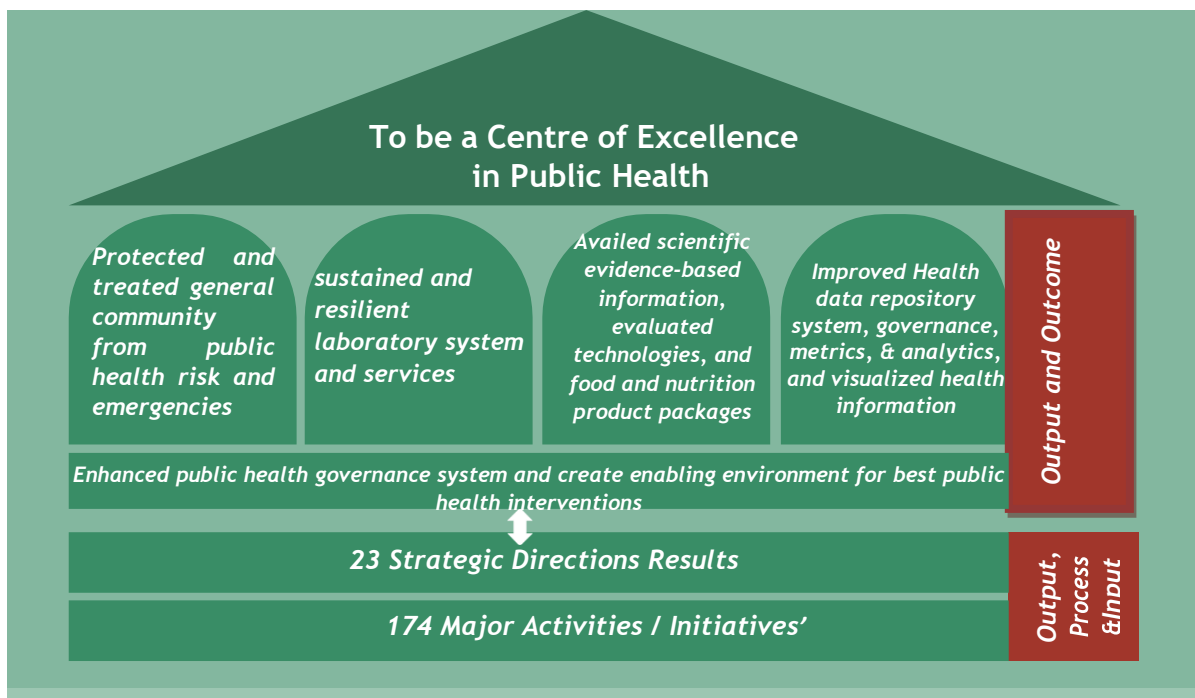 To be a Centre of Excellence
in Public Health
Protected and
treated general
community
from public
health risk and
emergencies
sustained and
resilient
laboratory system
and services
Availed scientific
evidence-based
information,
evaluated
technologies, and
food and nutrition
product packages
Improved Health
data repository
system, governance,
metrics, & analytics,
and visualized health
information
Output and Outcome
Enhanced public health governance system and create enabling environment for best public
health interventions
23 Strategic Directions Results
174 Major Activities / Initiatives’
Output,
Process
&Input